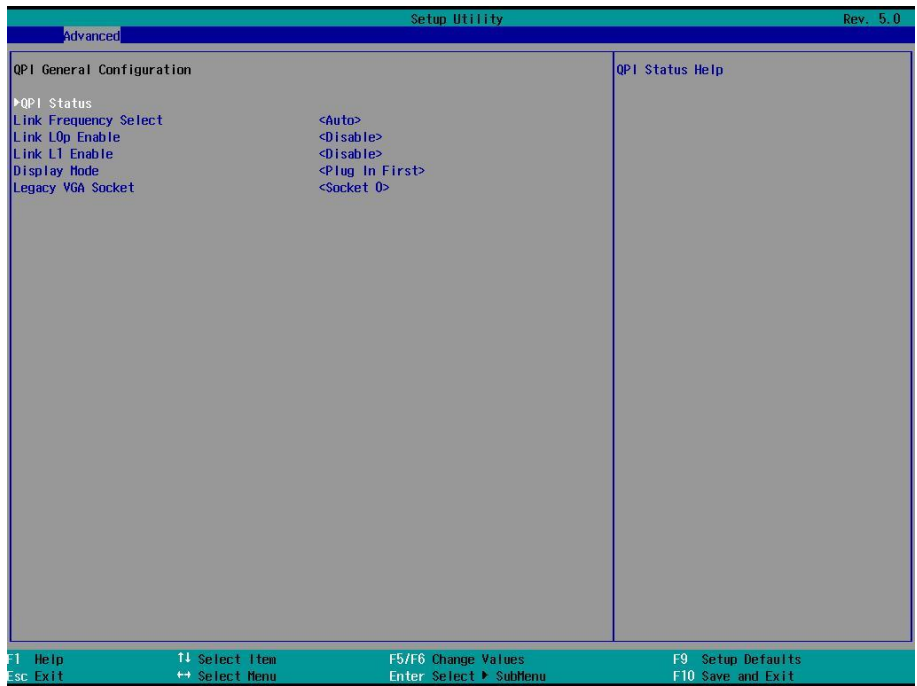 Setup Utility Rev. 5.0
Advanced
QPI General Configuration
QPI Status Help
▶QPI Status
Link Frequency Select <Auto>
Link L0p Enable <Disable>
Link L1 Enable <Disable>
Display Mode <Plug In First>
Legacy VGA Socket <Socket 0>
F1 Help ↑↓ Select Item F5/F6 Change Values F9 Setup Defaults
Esc Exit ↔ Select Menu Enter Select ▶ SubMenu F10 Save and Exit